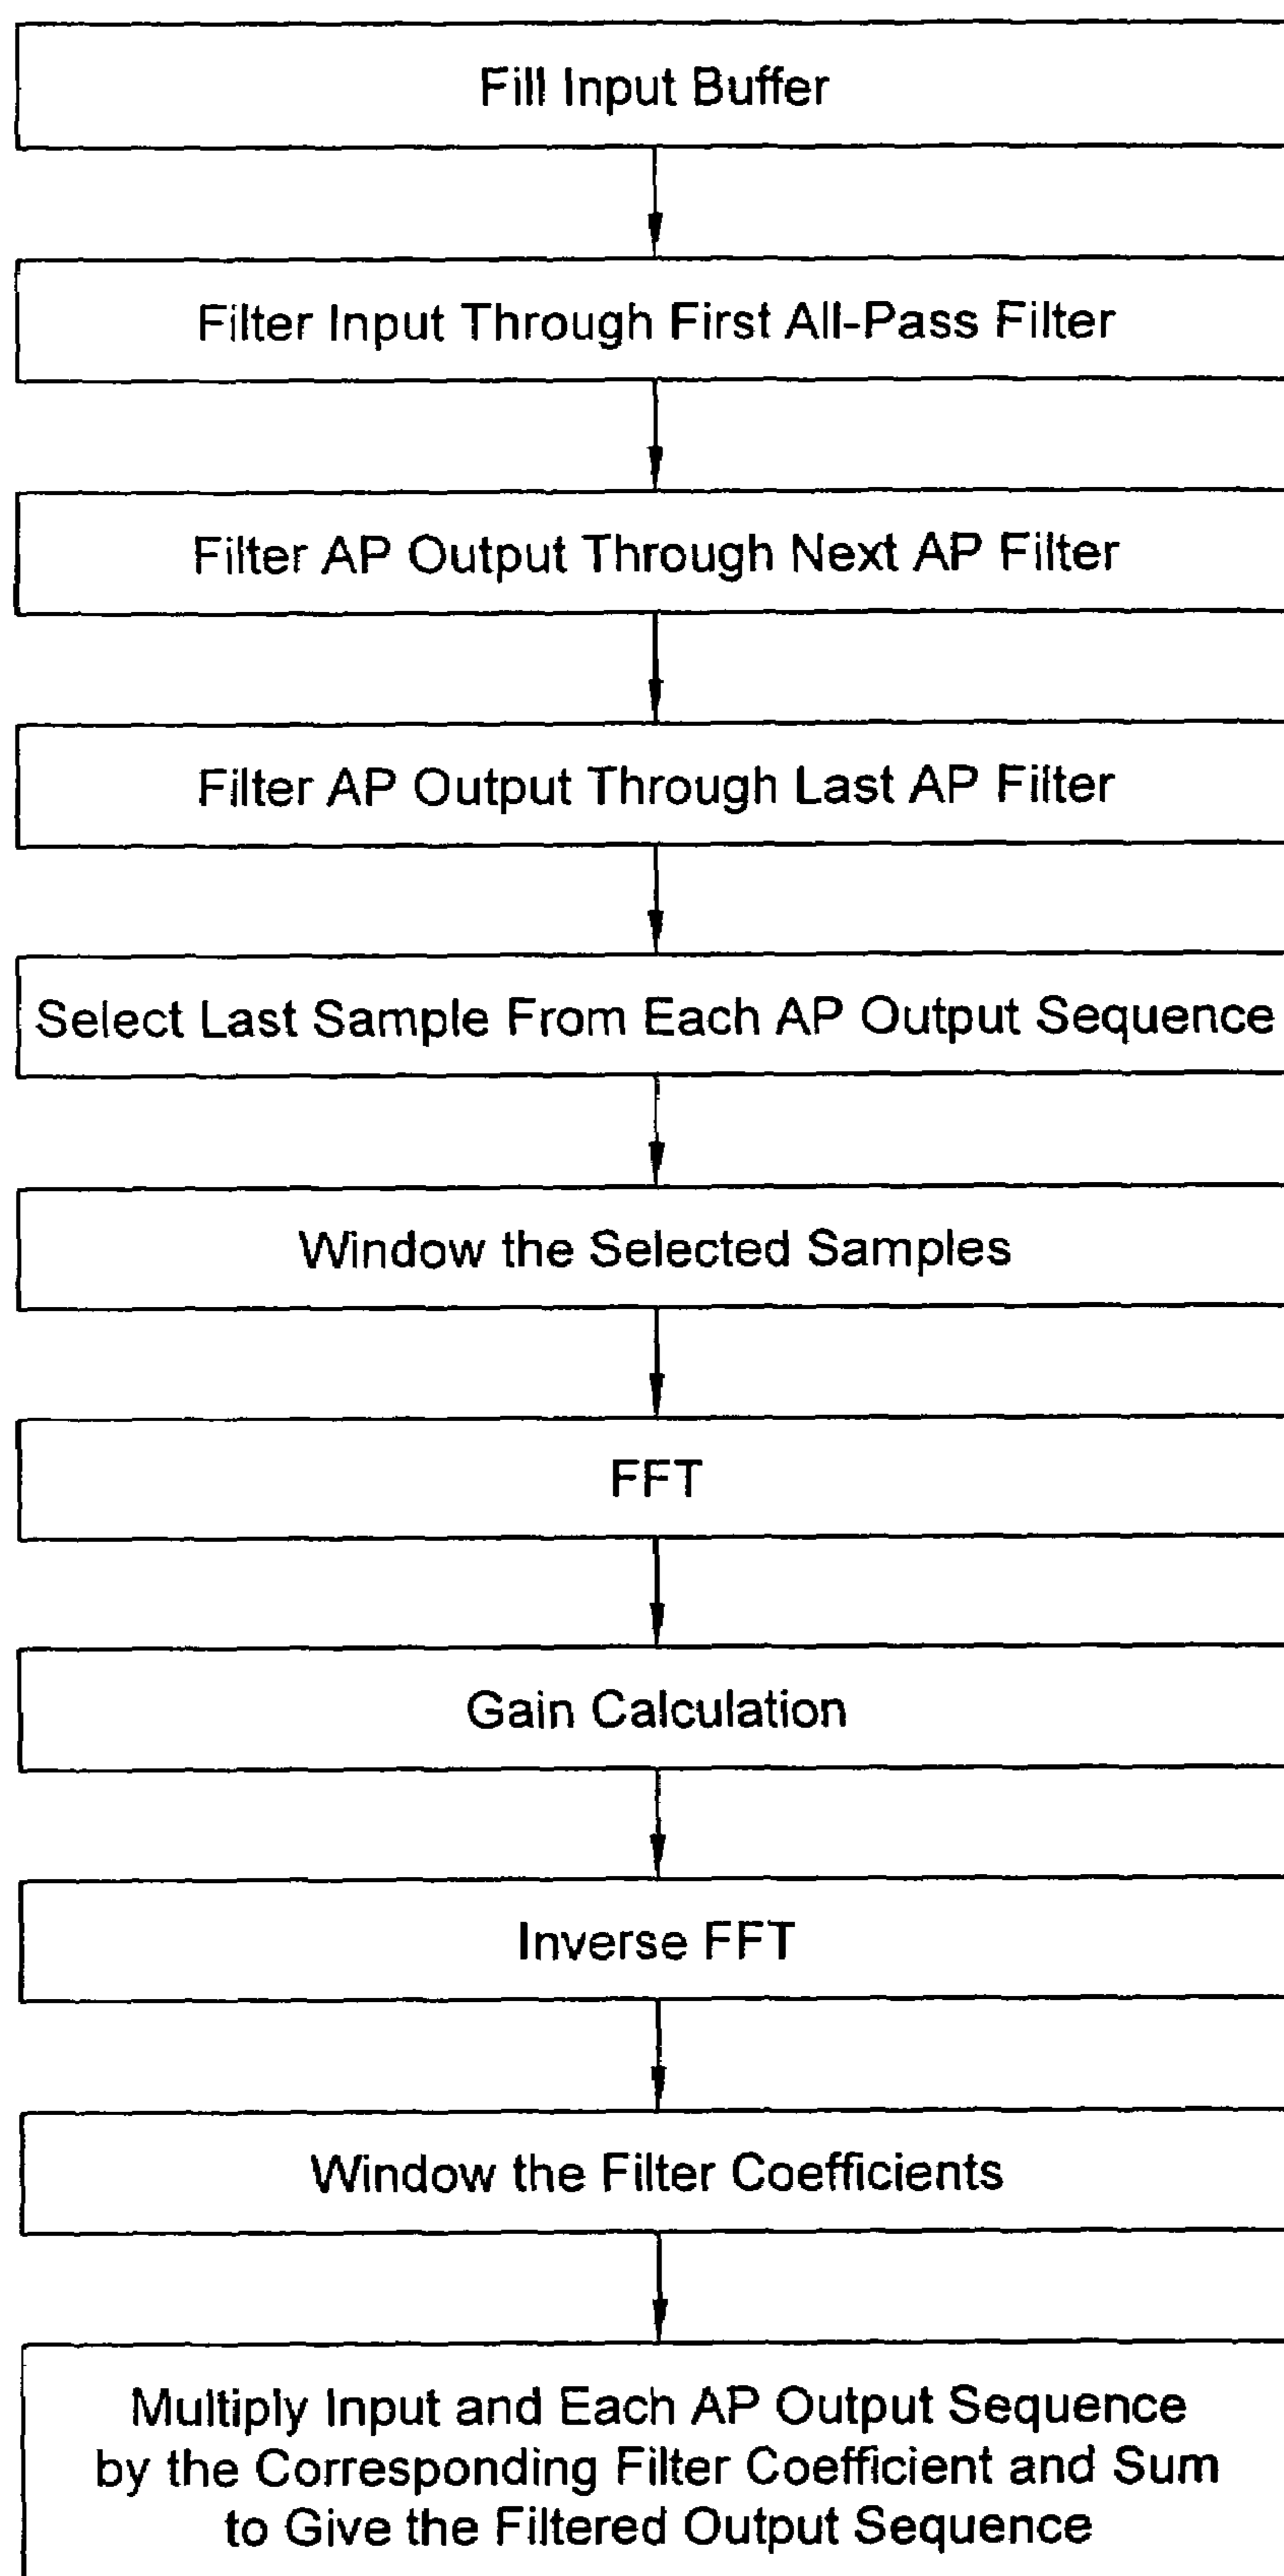 Fill Input Buffer
Filter Input Through First All-Pass Filter
Filter AP Output Through Next AP Filter
Filter AP Output Through Last AP Filter
Select Last Sample From Each AP Output Sequence
Window the Selected Samples
FFT
Gain Calculation
Inverse FFT
Window the Filter Coefficients
Multiply Input and Each AP Output Sequence
by the Corresponding Filter Coefficient and Sum
to Give the Filtered Output Sequence